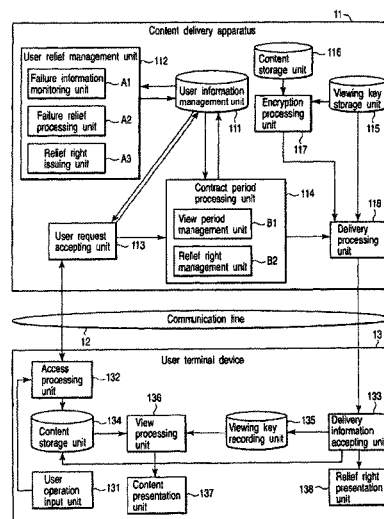 11
Content delivery apparatus
112
User relief management unit
Failure information
monitoring unit
A1
Failure relief
processing unit
A2
Relief right
issuing unit
A3
User information
management unit
111
Content
storage unit
116
Encryption
processing
unit
117
Viewing key
storage unit
115
Contract period
processing unit
114
View period
management unit
B1
Relief right
management unit
B2
User request
accepting unit
113
118
Delivery
processing
unit
Communication line
12
13
User terminal device
Access
processing
unit
132
134
Content
storage unit
136
View
processing
unit
135
Viewing key
recording unit
133
Delivery
information
accepting unit
User
operation
input unit
131
Content
presentation
unit
137
138
Relief right
presentation
unit